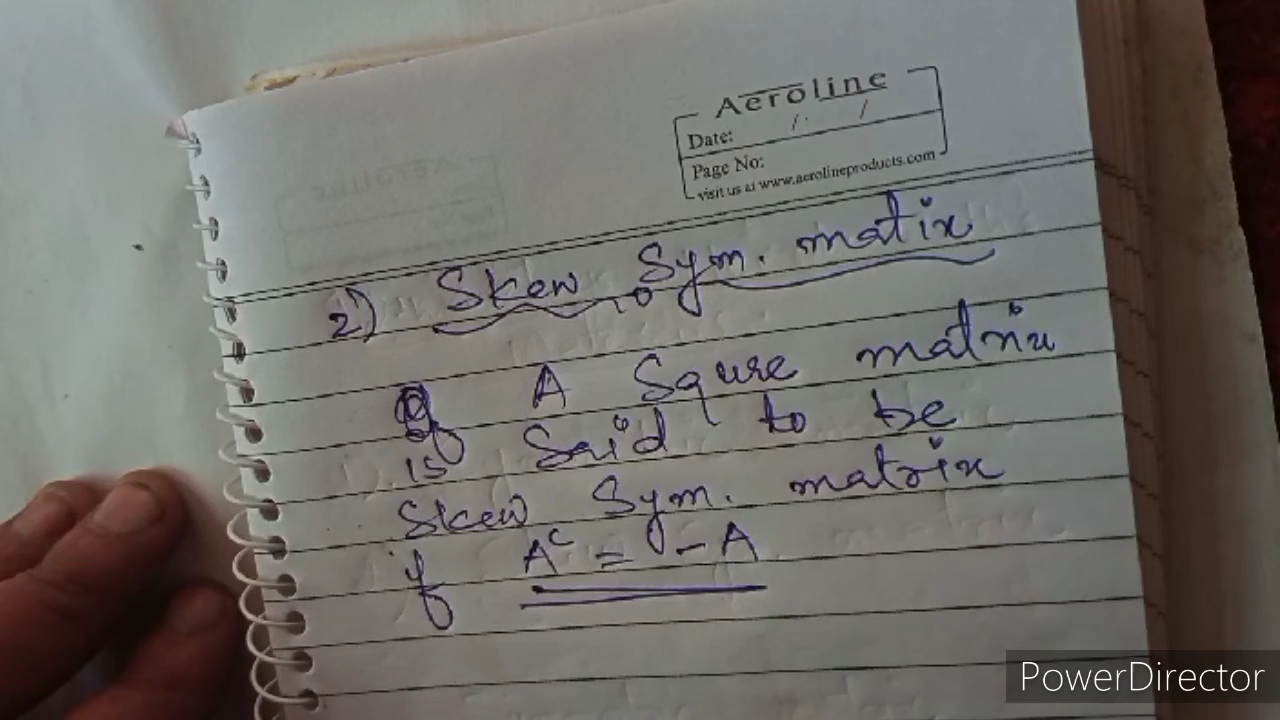 Aeroline
Date: / /
Page No:
visit us at www.aerolineproducts.com
2) Skew Sym. matix
If A Squre matrix
is Said to be
Skew Sym. matrix
if A^c = -A
PowerDirector